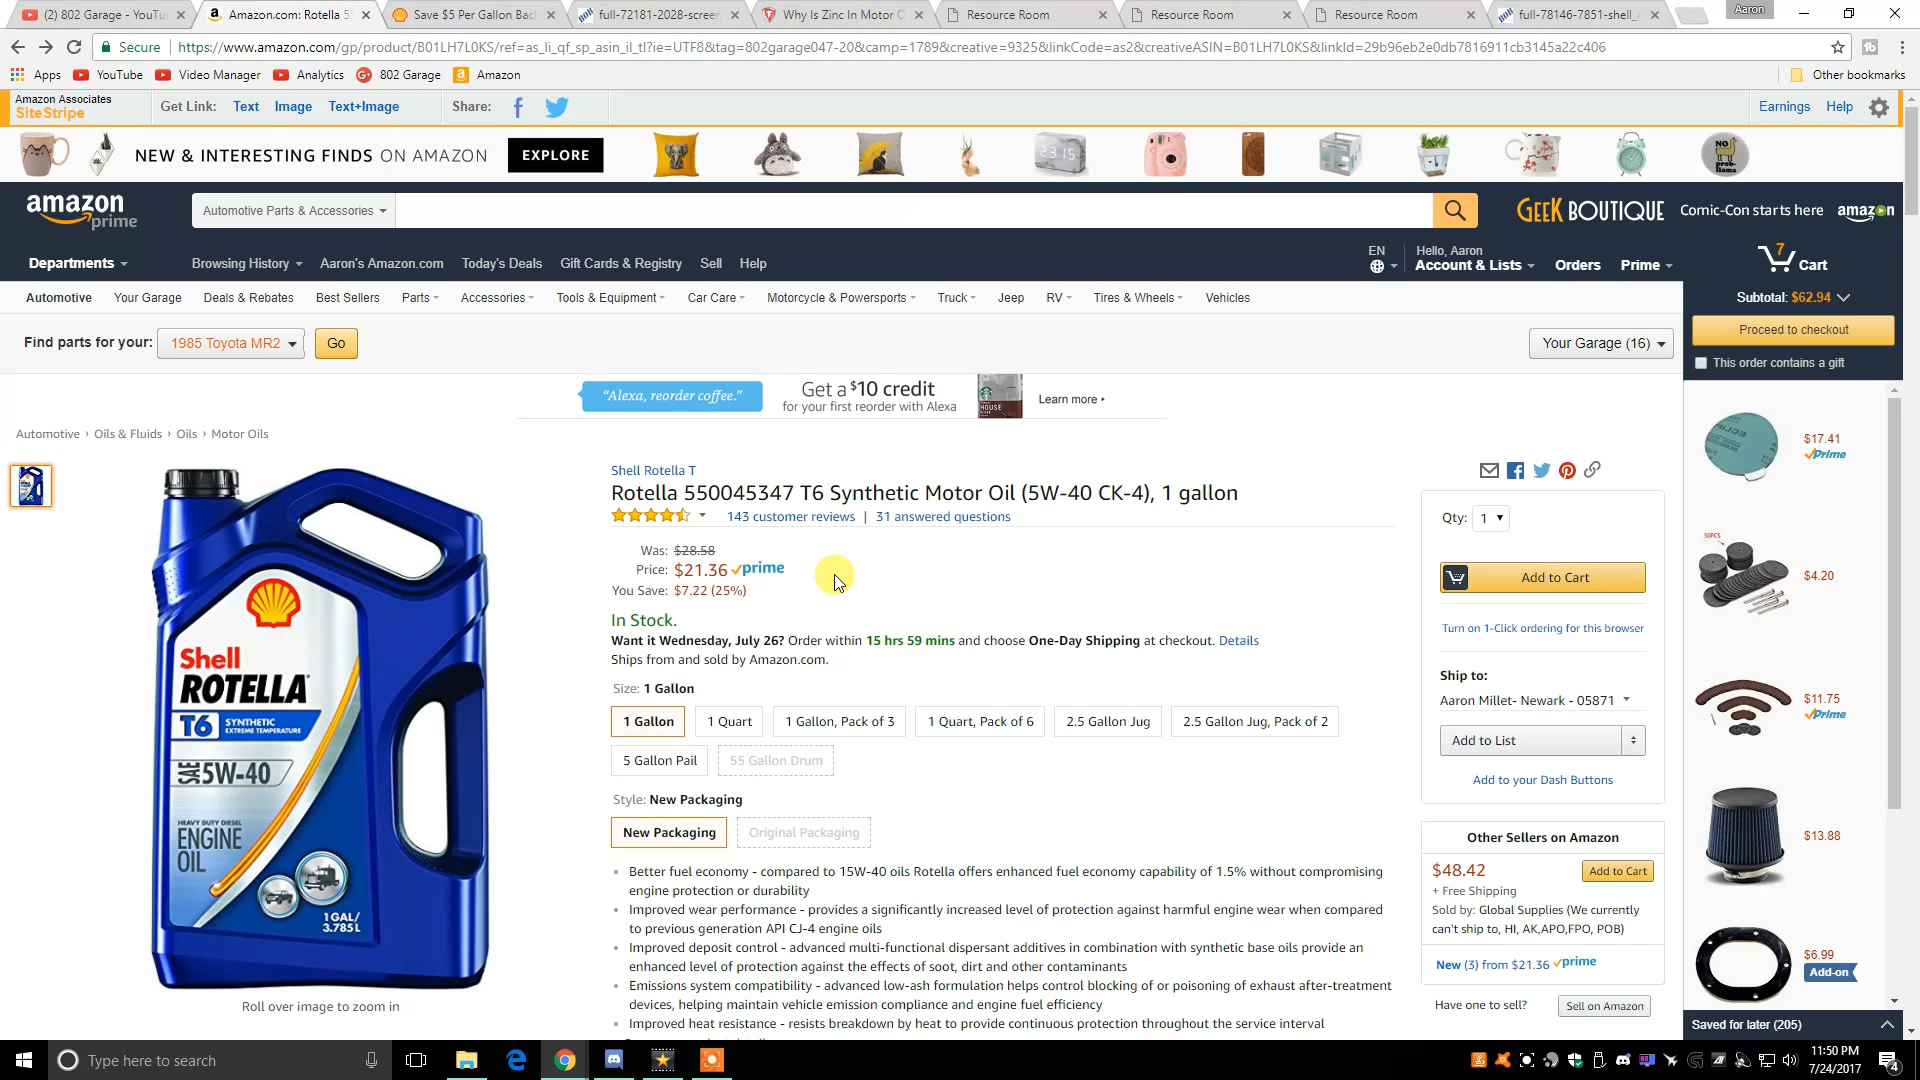 (2) 802 Garage - YouTu
Amazon.com: Rotella 5
Save $5 Per Gallon Back
full-72181-2028-screen
Why Is Zinc In Motor O
Resource Room
Resource Room
Resource Room
full-78146-7851-shell_r
Aaron
Secure
https://www.amazon.com/gp/product/B01LH7L0KS/ref=as_li_qf_sp_asin_il_tl?ie=UTF8&tag=802garage047-20&camp=1789&creative=9325&linkCode=as2&creativeASIN=B01LH7L0KS&linkId=29b96eb2e0db7816911cb3145a22c406
Apps YouTube Video Manager Analytics 802 Garage Amazon Other bookmarks
Amazon Associates
SiteStripe
Get Link: Text Image Text+Image Share: Earnings Help
NEW & INTERESTING FINDS ON AMAZON EXPLORE
23:15
NO
prob-
llama
amazon
prime
Automotive Parts & Accessories
GEEK BOUTIQUE Comic-Con starts here amazon
Departments
Browsing History Aaron's Amazon.com Today's Deals Gift Cards & Registry Sell Help
EN
Hello, Aaron
Account & Lists
Orders
Prime
7
Cart
Automotive Your Garage Deals & Rebates Best Sellers Parts Accessories Tools & Equipment Car Care Motorcycle & Powersports Truck Jeep RV Tires & Wheels Vehicles
Subtotal: $62.94
Proceed to checkout
This order contains a gift
Find parts for your: 1985 Toyota MR2 Go
Your Garage (16)
"Alexa, reorder coffee."
Get a $10 credit
for your first reorder with Alexa
HOUSE
Learn more
Automotive › Oils & Fluids › Oils › Motor Oils
Shell
ROTELLA
T6 SYNTHETIC
EXTREME TEMPERATURE
SAE 5W-40
HEAVY DUTY DIESEL
ENGINE
OIL
1 GAL/
3.785L
Roll over image to zoom in
Shell Rotella T
Rotella 550045347 T6 Synthetic Motor Oil (5W-40 CK-4), 1 gallon
143 customer reviews | 31 answered questions
Was: $28.58
Price: $21.36 prime
You Save: $7.22 (25%)
In Stock.
Want it Wednesday, July 26? Order within 15 hrs 59 mins and choose One-Day Shipping at checkout. Details
Ships from and sold by Amazon.com.
Size: 1 Gallon
1 Gallon 1 Quart 1 Gallon, Pack of 3 1 Quart, Pack of 6 2.5 Gallon Jug 2.5 Gallon Jug, Pack of 2
5 Gallon Pail 55 Gallon Drum
Style: New Packaging
New Packaging Original Packaging
• Better fuel economy - compared to 15W-40 oils Rotella offers enhanced fuel economy capability of 1.5% without compromising
engine protection or durability
• Improved wear performance - provides a significantly increased level of protection against harmful engine wear when compared
to previous generation API CJ-4 engine oils
• Improved deposit control - advanced multi-functional dispersant additives in combination with synthetic base oils provide an
enhanced level of protection against the effects of soot, dirt and other contaminants
• Emissions system compatibility - advanced low-ash formulation helps control blocking of or poisoning of exhaust after-treatment
devices, helping maintain vehicle emission compliance and engine fuel efficiency
• Improved heat resistance - resists breakdown by heat to provide continuous protection throughout the service interval
Qty: 1
Add to Cart
Turn on 1-Click ordering for this browser
Ship to:
Aaron Millet- Newark - 05871
Add to List
Add to your Dash Buttons
Other Sellers on Amazon
$48.42 Add to Cart
+ Free Shipping
Sold by: Global Supplies (We currently
can't ship to, HI, AK,APO,FPO, POB)
New (3) from $21.36 prime
Have one to sell? Sell on Amazon
$17.41
Prime
50PCS
$4.20
$11.75
Prime
$13.88
$6.99
Add-on
Saved for later (205)
Type here to search
11:50 PM
7/24/2017
4